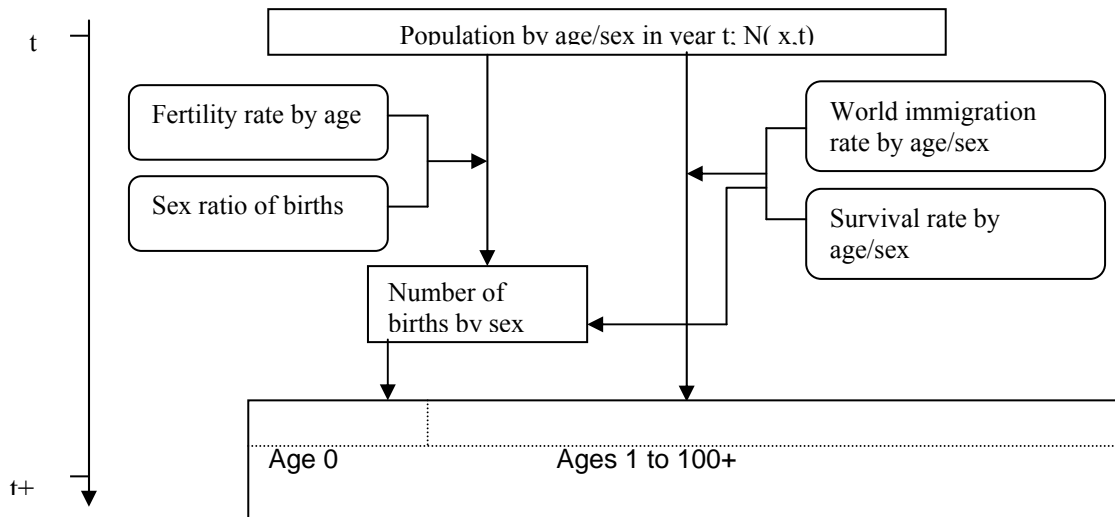 t
Population by age/sex in year t: N( x,t)
Fertility rate by age
Sex ratio of births
World immigration
rate by age/sex
Survival rate by
age/sex
Number of
births by sex
Age 0
Ages 1 to 100+
t+